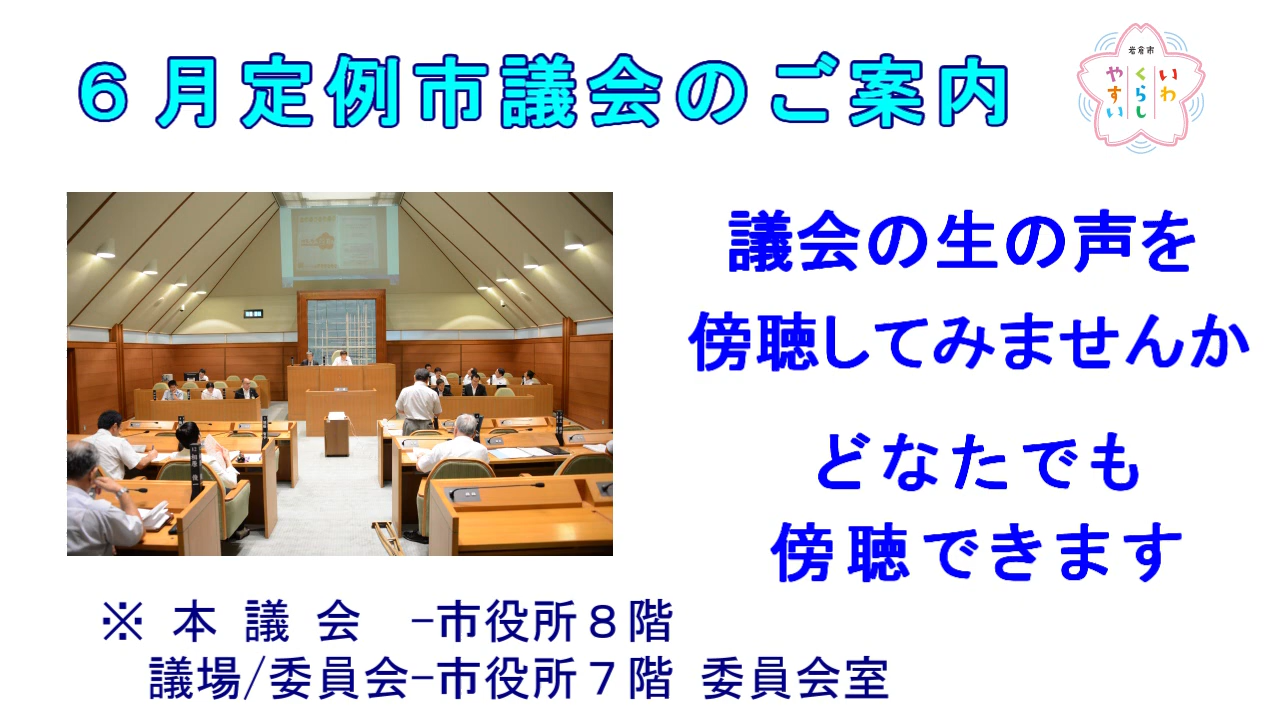 6月定例市議会のご案内
岩倉市
いわ
くらし
やすい
議会の生の声を
傍聴してみませんか
どなたでも
傍聴できます
※ 本 議 会 -市役所8階
議場/委員会-市役所7階 委員会室